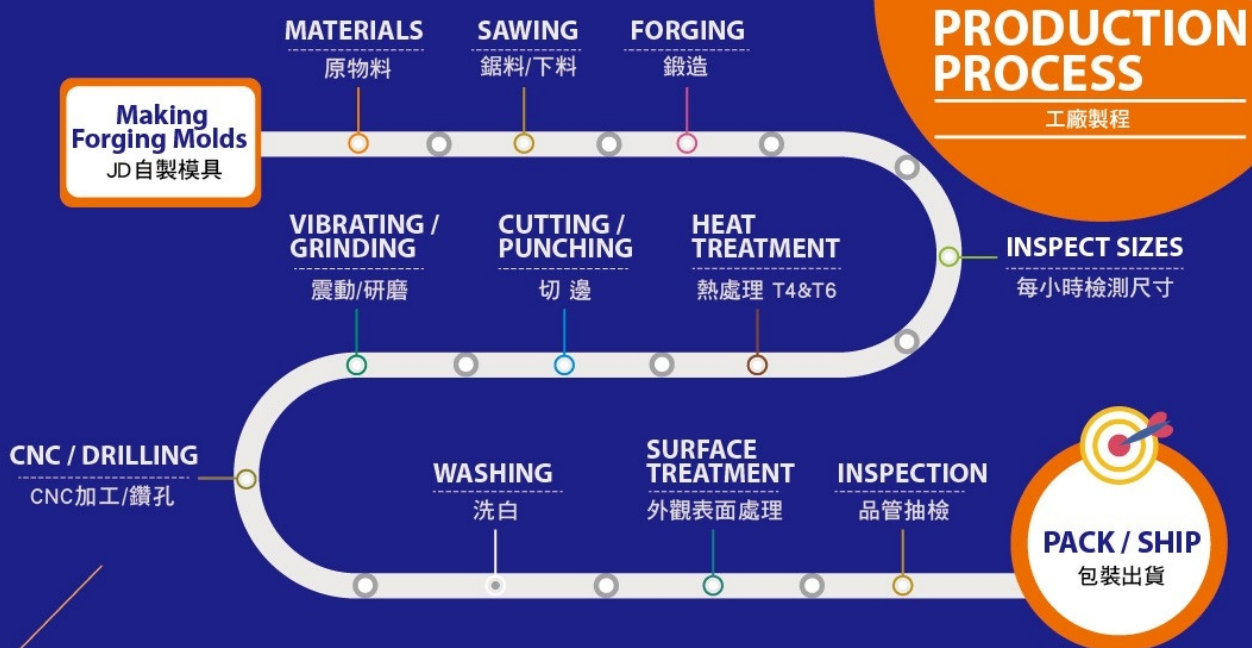 PRODUCTION
PROCESS
工廠製程
Making
Forging Molds
JD自製模具
MATERIALS
原物料
SAWING
鋸料/下料
FORGING
鍛造
INSPECT SIZES
每小時檢測尺寸
HEAT
TREATMENT
熱處理 T4&T6
CUTTING /
PUNCHING
切 邊
VIBRATING /
GRINDING
震動/研磨
CNC / DRILLING
CNC加工/鑽孔
WASHING
洗白
SURFACE
TREATMENT
外觀表面處理
INSPECTION
品管抽檢
PACK / SHIP
包裝出貨